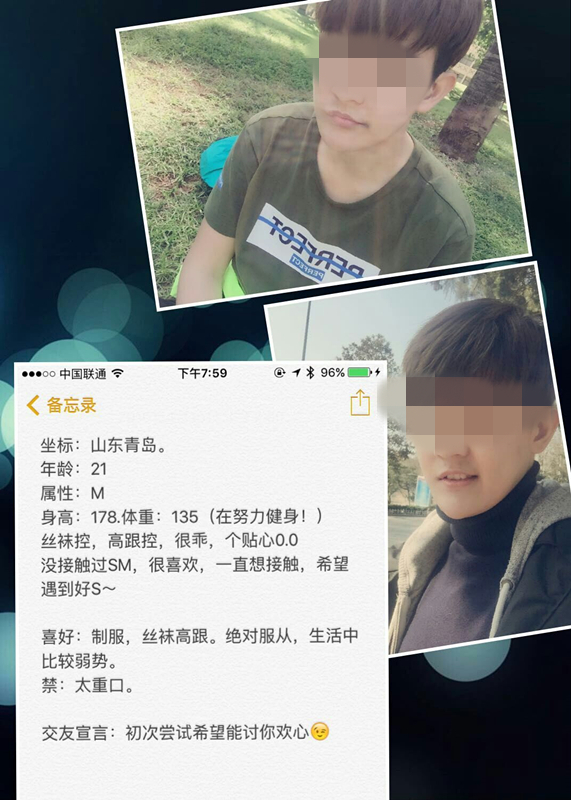 PERFECT
PERFECT
中国联通 下午7:59 96%
备忘录
坐标：山东青岛。
年龄：21
属性：M
身高：178.体重：135（在努力健身！）
丝袜控，高跟控，很乖，个贴心0.0
没接触过SM，很喜欢，一直想接触，希望
遇到好S～
喜好：制服，丝袜高跟。绝对服从，生活中
比较弱势。
禁：太重口。
交友宣言：初次尝试希望能讨你欢心😉